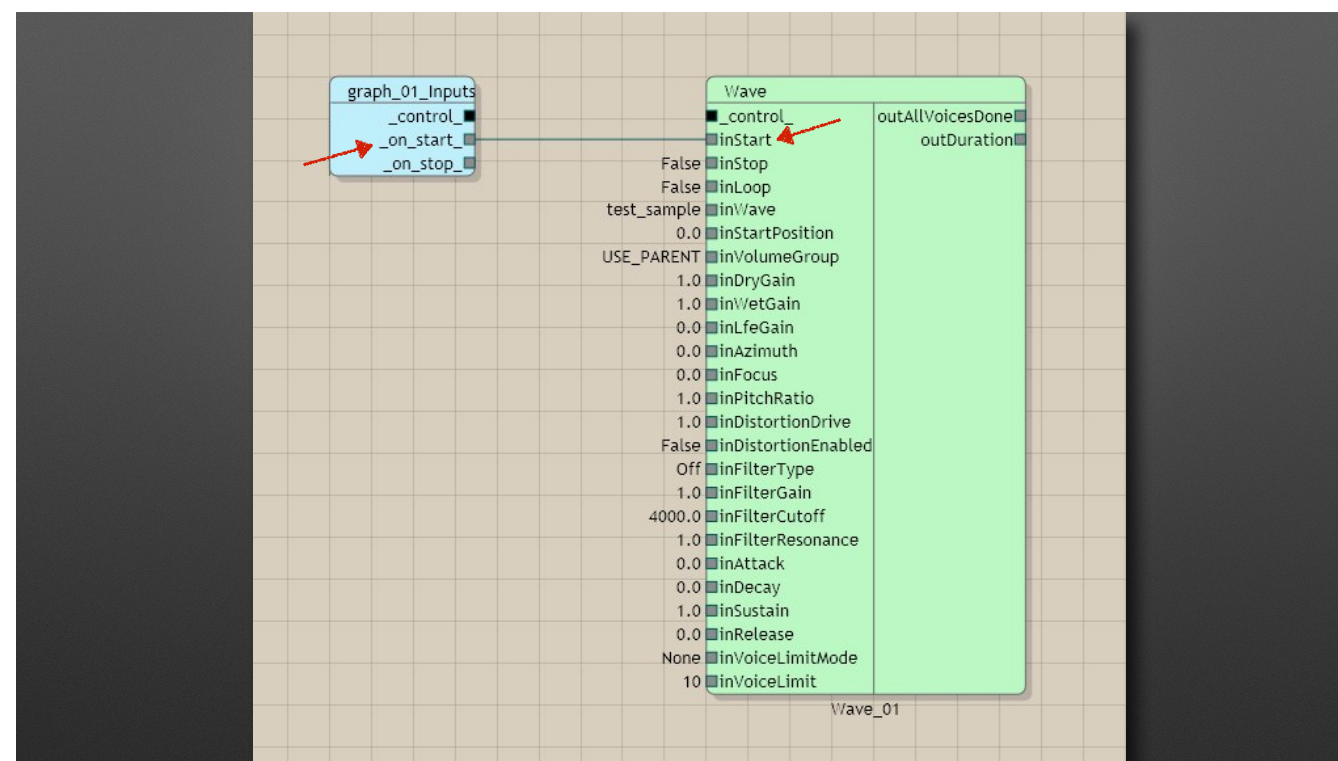 graph_01_Inputs
_control_
_on_start_
_on_stop_
Wave
_control_ outAllVoicesDone
inStart outDuration
False inStop
False inLoop
test_sample inWave
0.0 inStartPosition
USE_PARENT inVolumeGroup
1.0 inDryGain
1.0 inWetGain
0.0 inLfeGain
0.0 inAzimuth
0.0 inFocus
1.0 inPitchRatio
1.0 inDistortionDrive
False inDistortionEnabled
Off inFilterType
1.0 inFilterGain
4000.0 inFilterCutoff
1.0 inFilterResonance
0.0 inAttack
0.0 inDecay
1.0 inSustain
0.0 inRelease
None inVoiceLimitMode
10 inVoiceLimit
Wave_01